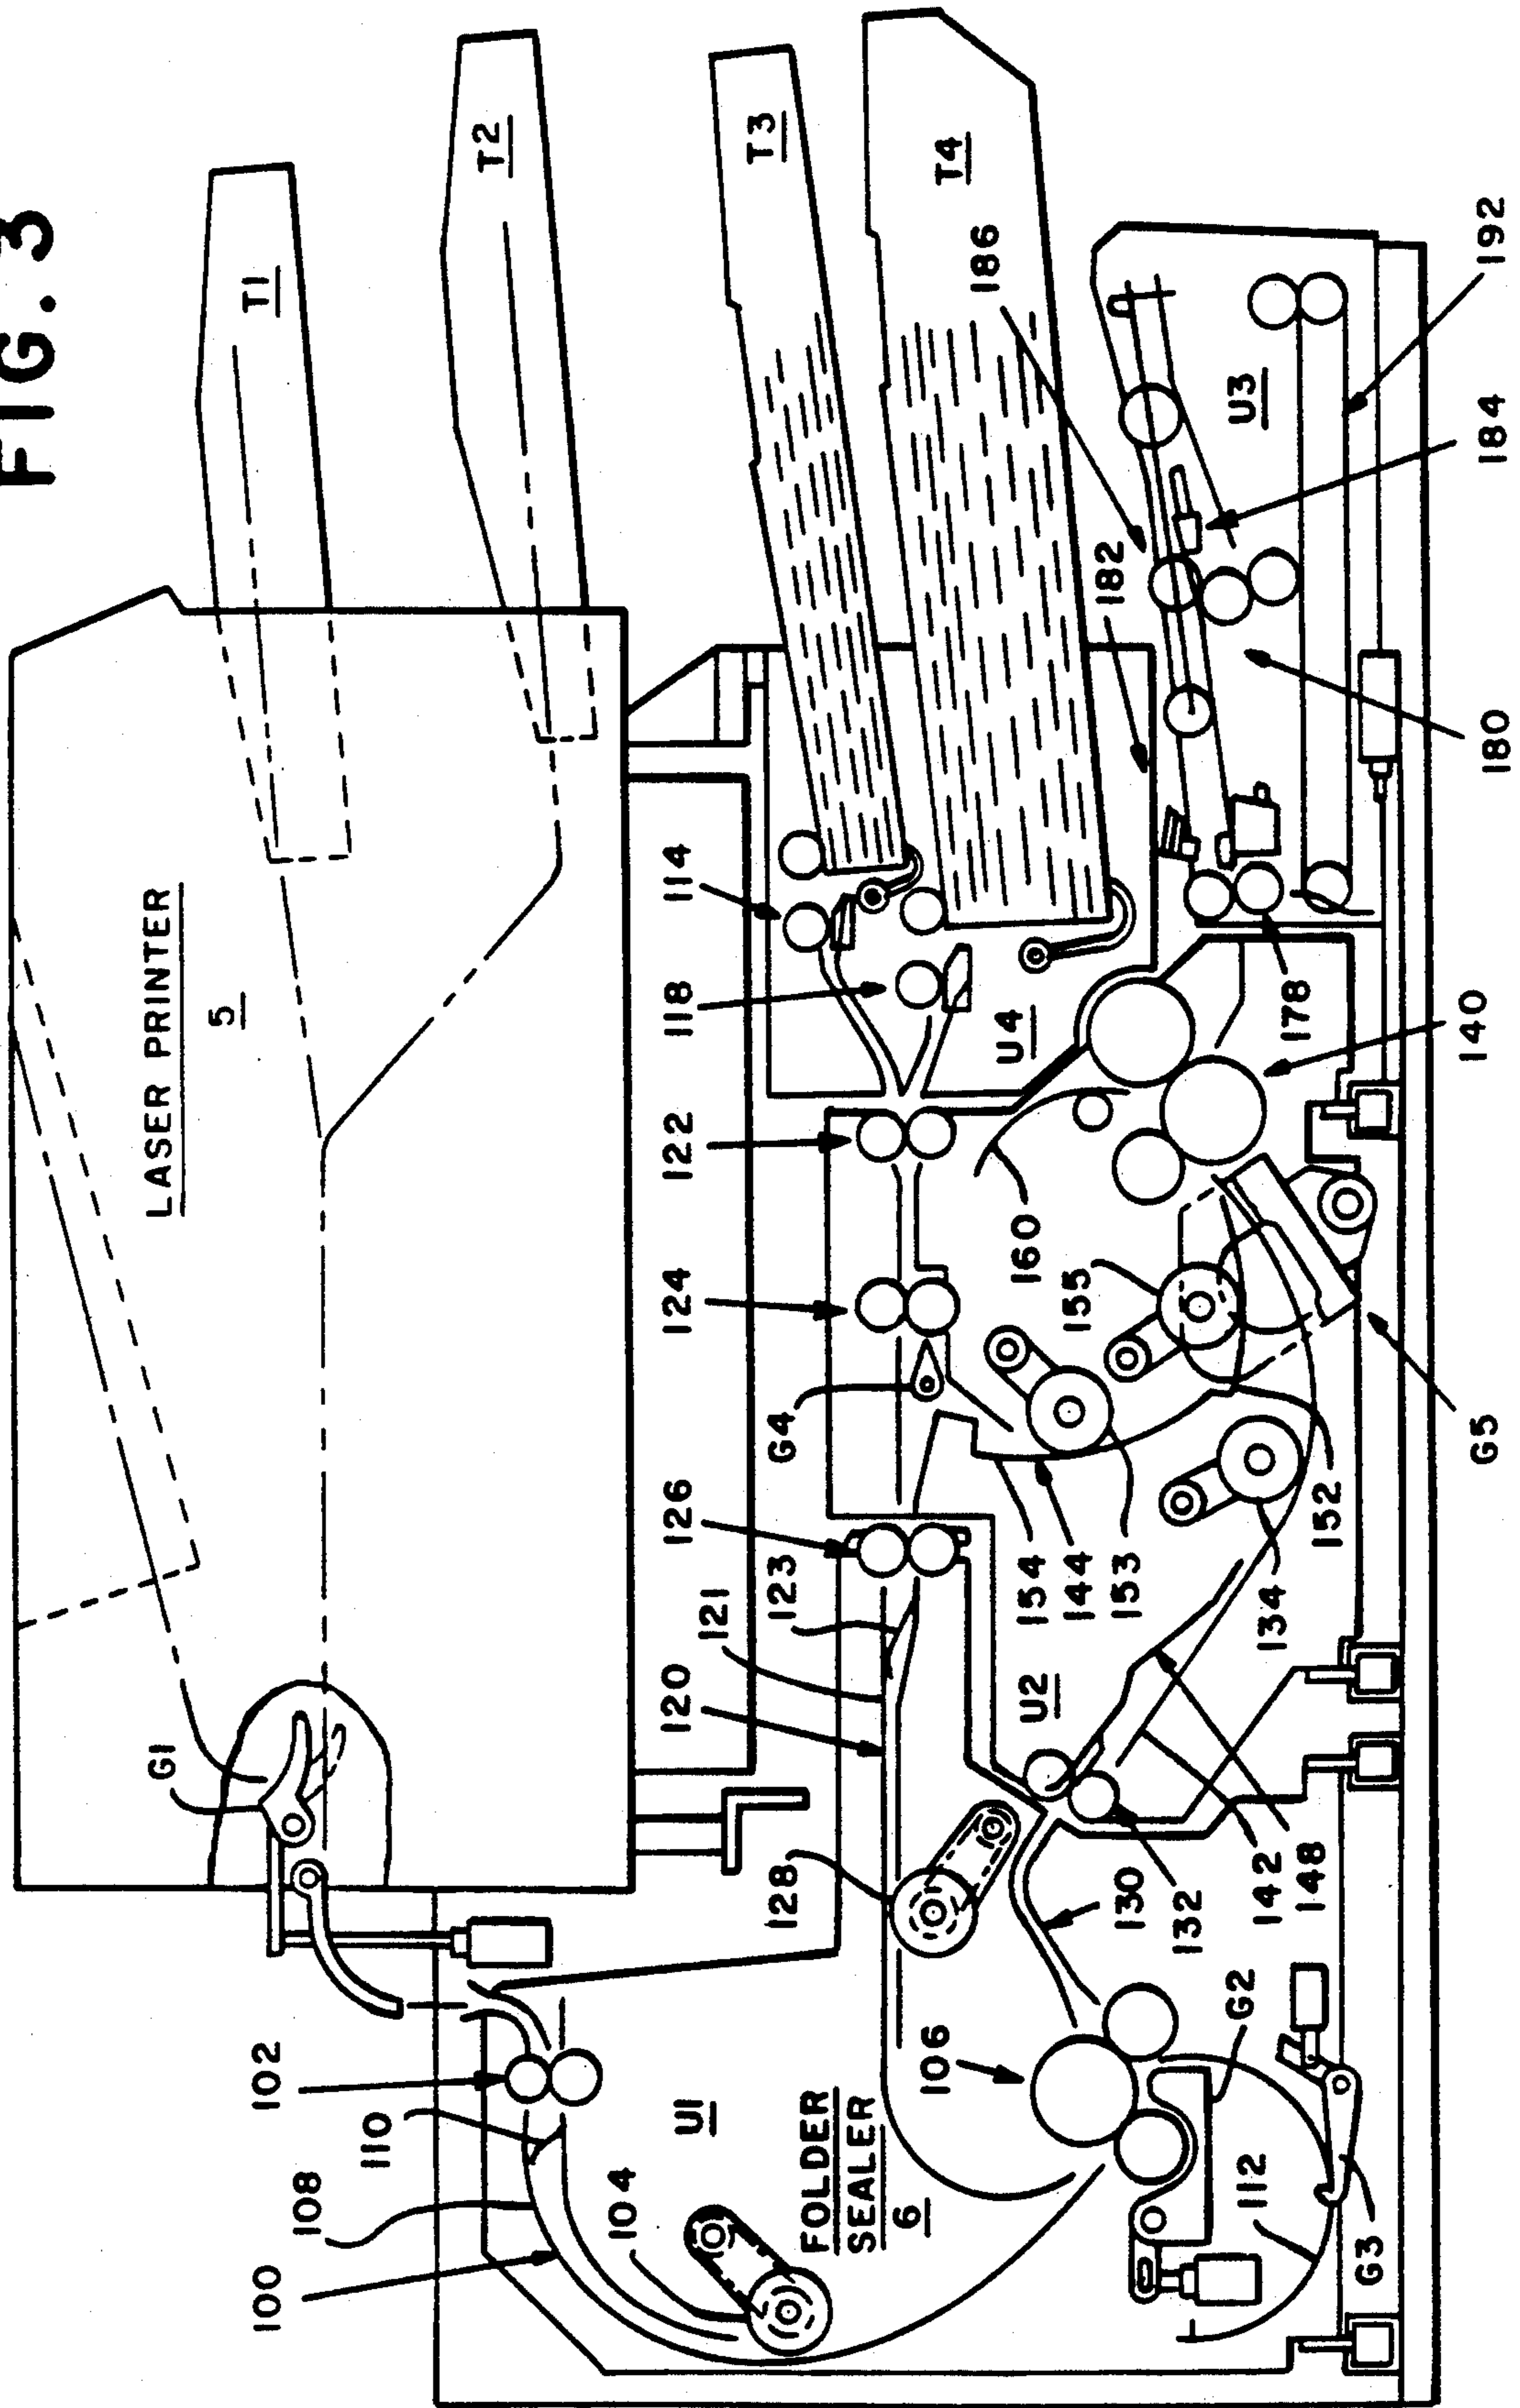 FIG. 3
LASER PRINTER
5
T1
T2
T3
T4
G1
102
110
108
100
104
U1
FOLDER
SEALER
6
106
G2
112
G3
128
130
132
142
148
120
121
123
126
U2
154
144
153
134
152
G4
124
122
155
160
G5
118
114
U4
140
178
182
180
186
184
U3
192